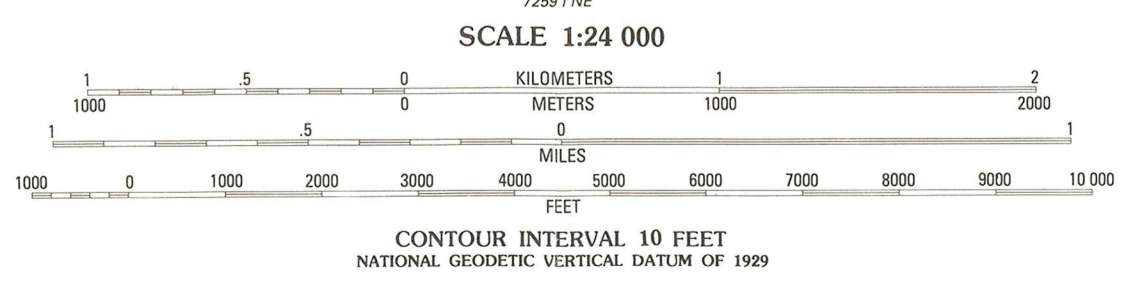 7259 I NE
SCALE 1:24 000
1 .5 0 KILOMETERS 1 2
1000 0 METERS 1000 2000
1 .5 0 1
MILES
1000 0 1000 2000 3000 4000 5000 6000 7000 8000 9000 10 000
FEET
CONTOUR INTERVAL 10 FEET
NATIONAL GEODETIC VERTICAL DATUM OF 1929